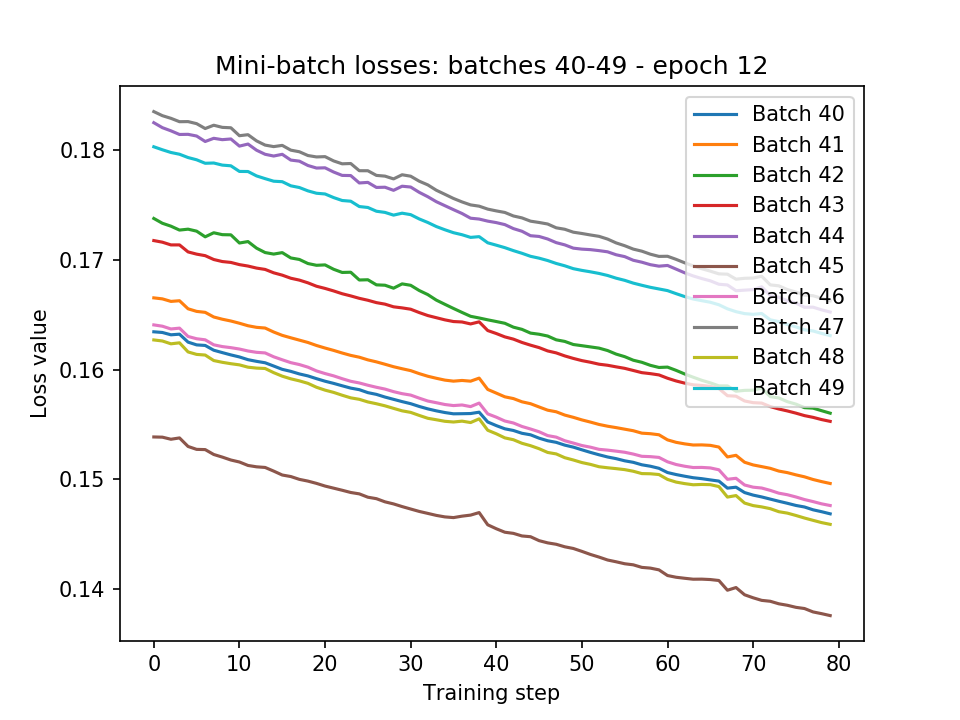 Mini-batch losses: batches 40-49 - epoch 12
Loss value
0.18
0.17
0.16
0.15
0.14
Batch 40
Batch 41
Batch 42
Batch 43
Batch 44
Batch 45
Batch 46
Batch 47
Batch 48
Batch 49
0 10 20 30 40 50 60 70 80
Training step